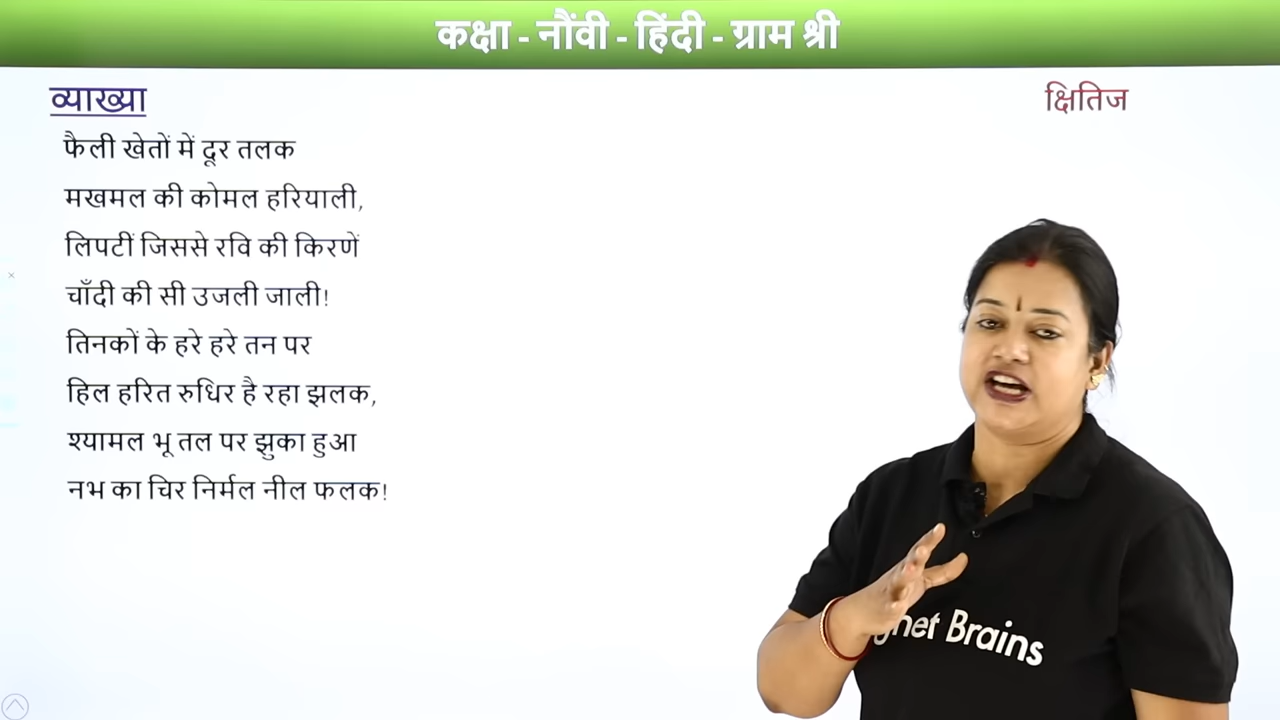 कक्षा - नौंवी - हिंदी - ग्राम श्री
व्याख्या
क्षितिज
फैली खेतों में दूर तलक
मखमल की कोमल हरियाली,
लिपटीं जिससे रवि की किरणें
चाँदी की सी उजली जाली!
तिनकों के हरे हरे तन पर
हिल हरित रुधिर है रहा झलक,
श्यामल भू तल पर झुका हुआ
नभ का चिर निर्मल नील फलक!
Brains